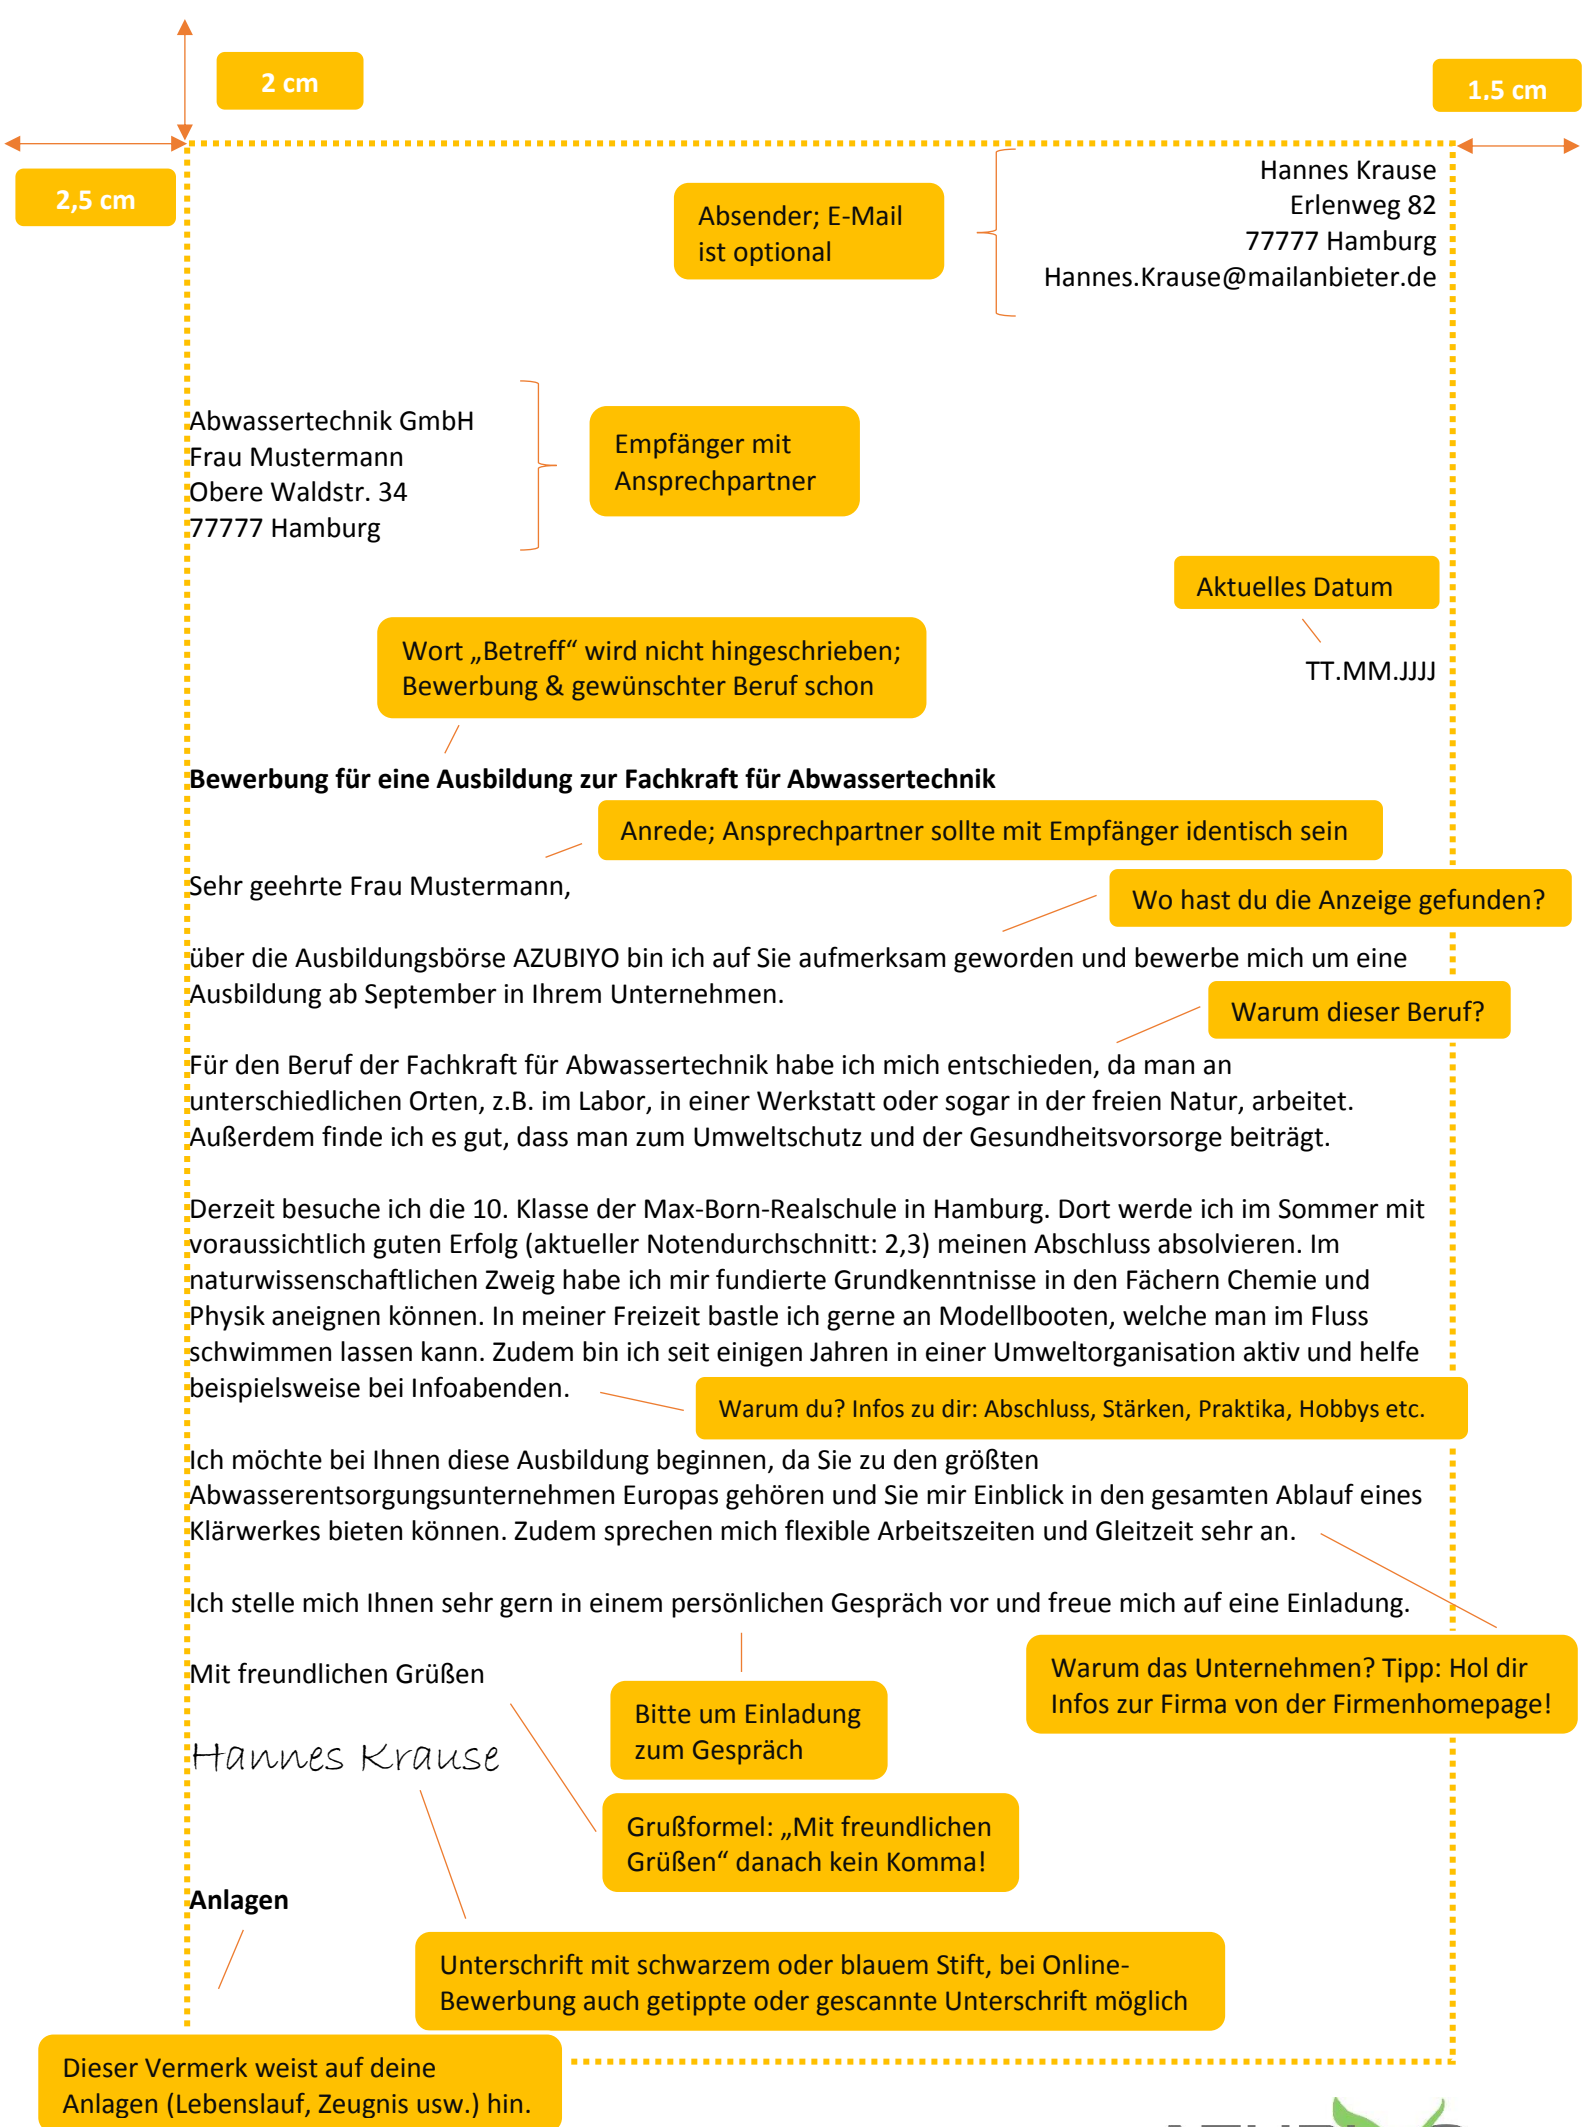 2 cm
1,5 cm
2,5 cm
Hannes Krause
Erlenweg 82
77777 Hamburg
Hannes.Krause@mailanbieter.de
Absender; E-Mail
ist optional
Abwassertechnik GmbH
Frau Mustermann
Obere Waldstr. 34
77777 Hamburg
Empfänger mit
Ansprechpartner
Aktuelles Datum
TT.MM.JJJJ
Wort „Betreff“ wird nicht hingeschrieben;
Bewerbung & gewünschter Beruf schon
Bewerbung für eine Ausbildung zur Fachkraft für Abwassertechnik
Anrede; Ansprechpartner sollte mit Empfänger identisch sein
Sehr geehrte Frau Mustermann,
Wo hast du die Anzeige gefunden?
über die Ausbildungsbörse AZUBIYO bin ich auf Sie aufmerksam geworden und bewerbe mich um eine
Ausbildung ab September in Ihrem Unternehmen.
Warum dieser Beruf?
Für den Beruf der Fachkraft für Abwassertechnik habe ich mich entschieden, da man an
unterschiedlichen Orten, z.B. im Labor, in einer Werkstatt oder sogar in der freien Natur, arbeitet.
Außerdem finde ich es gut, dass man zum Umweltschutz und der Gesundheitsvorsorge beiträgt.
Derzeit besuche ich die 10. Klasse der Max-Born-Realschule in Hamburg. Dort werde ich im Sommer mit
voraussichtlich guten Erfolg (aktueller Notendurchschnitt: 2,3) meinen Abschluss absolvieren. Im
naturwissenschaftlichen Zweig habe ich mir fundierte Grundkenntnisse in den Fächern Chemie und
Physik aneignen können. In meiner Freizeit bastle ich gerne an Modellbooten, welche man im Fluss
schwimmen lassen kann. Zudem bin ich seit einigen Jahren in einer Umweltorganisation aktiv und helfe
beispielsweise bei Infoabenden.
Warum du? Infos zu dir: Abschluss, Stärken, Praktika, Hobbys etc.
Ich möchte bei Ihnen diese Ausbildung beginnen, da Sie zu den größten
Abwasserentsorgungsunternehmen Europas gehören und Sie mir Einblick in den gesamten Ablauf eines
Klärwerkes bieten können. Zudem sprechen mich flexible Arbeitszeiten und Gleitzeit sehr an.
Ich stelle mich Ihnen sehr gern in einem persönlichen Gespräch vor und freue mich auf eine Einladung.
Warum das Unternehmen? Tipp: Hol dir
Infos zur Firma von der Firmenhomepage!
Mit freundlichen Grüßen
Bitte um Einladung
zum Gespräch
Hannes Krause
Grußformel: „Mit freundlichen
Grüßen“ danach kein Komma!
Anlagen
Unterschrift mit schwarzem oder blauem Stift, bei Online-
Bewerbung auch getippte oder gescannte Unterschrift möglich
Dieser Vermerk weist auf deine
Anlagen (Lebenslauf, Zeugnis usw.) hin.